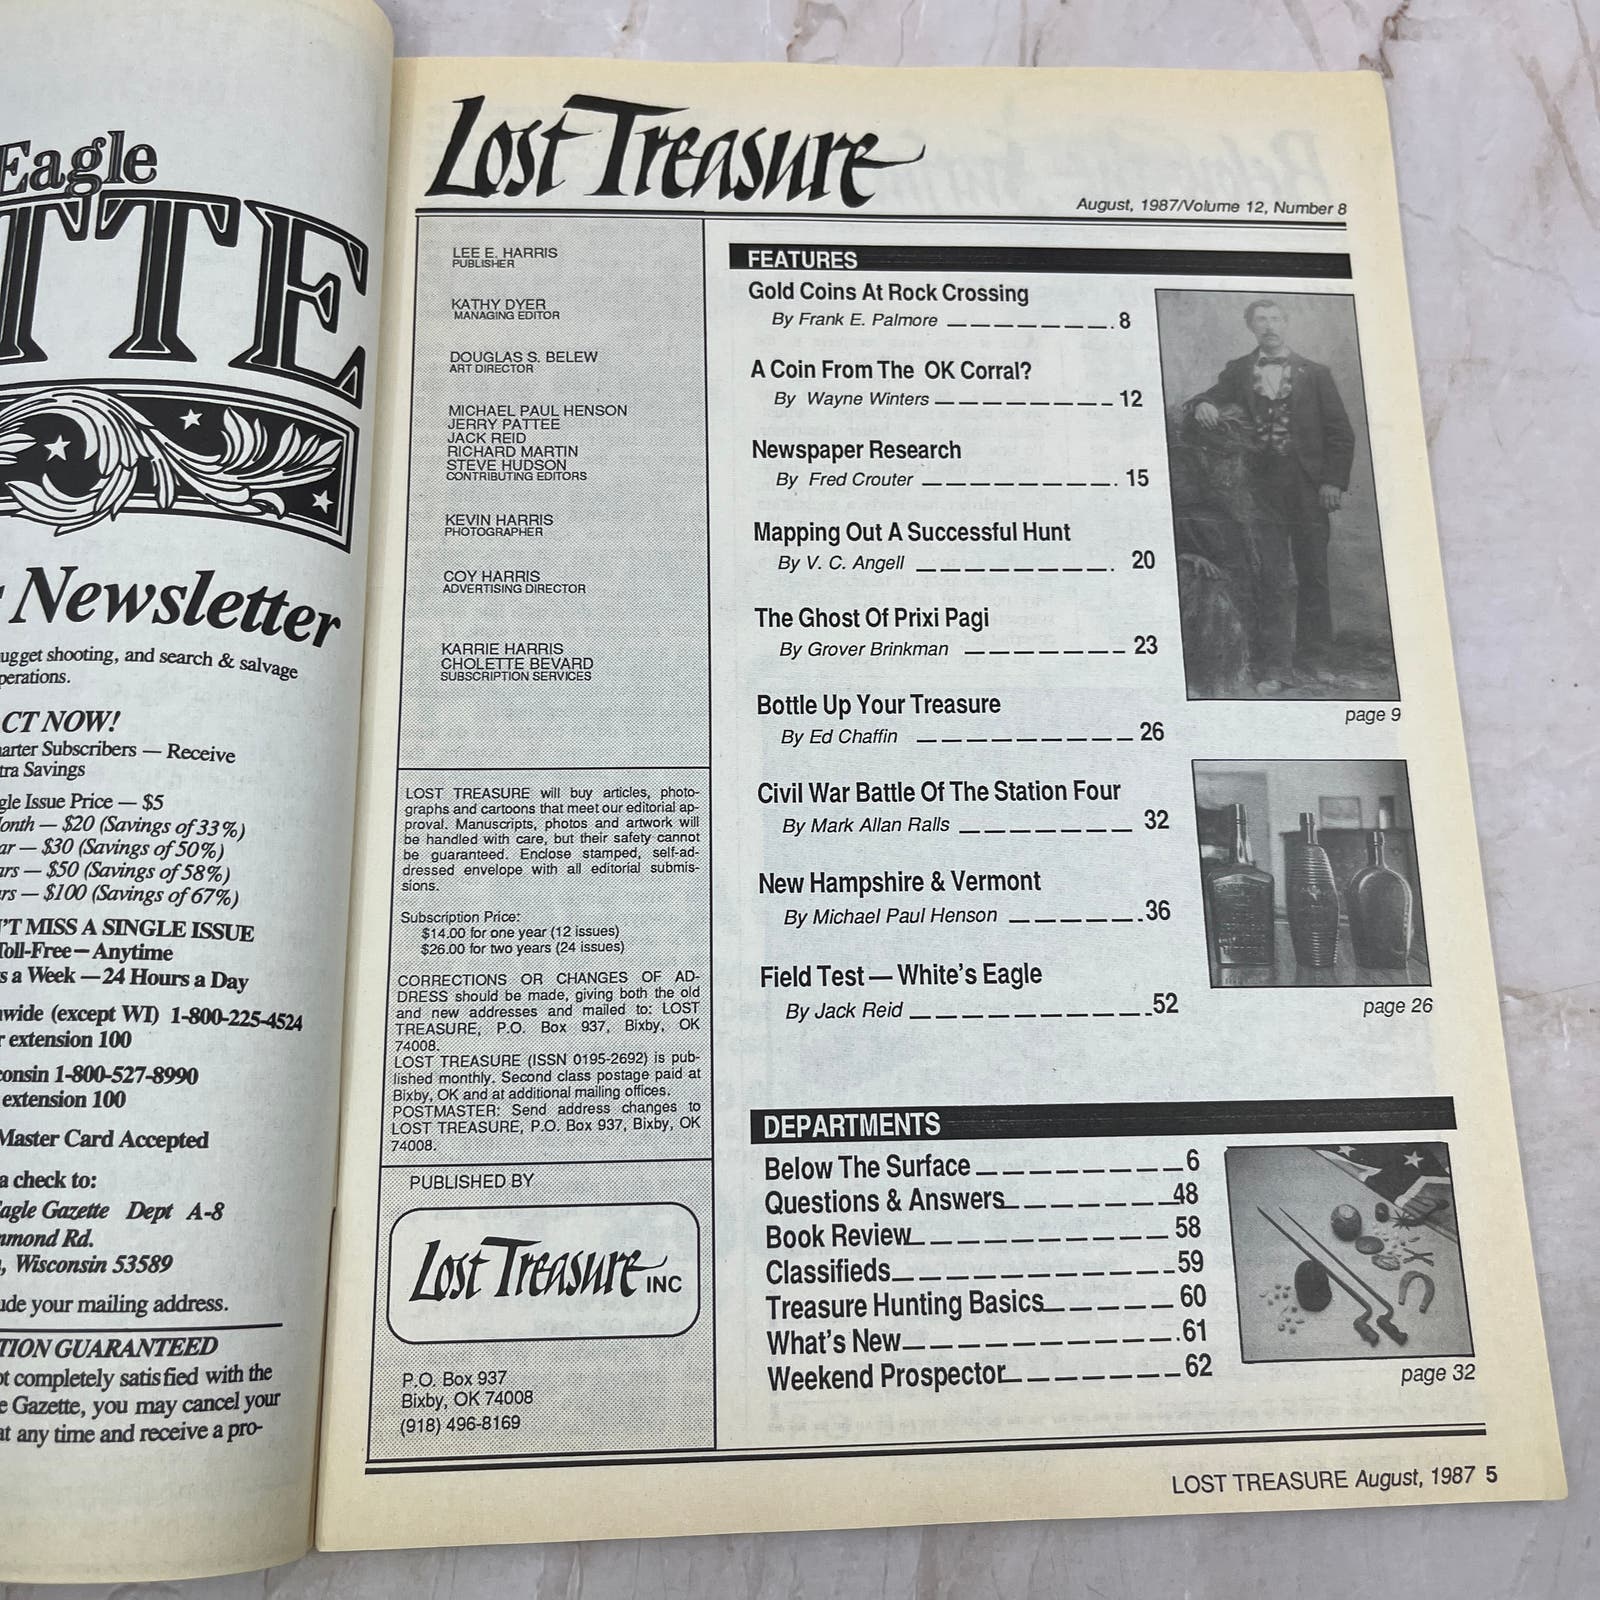 Eagle
TTE
Newsletter
shooting, and search & salvage
CT NOW!
Subscribers — Receive
Savings
Issue Price — $5
— $20 (Savings of 33%)
— $30 (Savings of 50%)
— $50 (Savings of 58%)
— $100 (Savings of 67%)
MISS A SINGLE ISSUE
Toll-Free — Anytime
a Week — 24 Hours a Day
(except WI) 1-800-225-4524
extension 100
1-800-527-8990
extension 100
Master Card Accepted
a check to:
Eagle Gazette Dept A-8
Rd.
, Wisconsin 53589
your mailing address.
GUARANTEED
completely satisfied with the
Gazette, you may cancel your
at any time and receive a pro-
Lost Treasure
August, 1987/Volume 12, Number 8
LEE E. HARRIS
PUBLISHER
KATHY DYER
MANAGING EDITOR
DOUGLAS S. BELEW
ART DIRECTOR
MICHAEL PAUL HENSON
JERRY PATTEE
JACK REID
RICHARD MARTIN
STEVE HUDSON
CONTRIBUTING EDITORS
KEVIN HARRIS
PHOTOGRAPHER
COY HARRIS
ADVERTISING DIRECTOR
KARRIE HARRIS
CHOLETTE BEVARD
SUBSCRIPTION SERVICES
LOST TREASURE will buy articles, photo-
graphs and cartoons that meet our editorial ap-
proval. Manuscripts, photos and artwork will
be handled with care, but their safety cannot
be guaranteed. Enclose stamped, self-ad-
dressed envelope with all editorial submis-
sions.
Subscription Price:
$14.00 for one year (12 issues)
$26.00 for two years (24 issues)
CORRECTIONS OR CHANGES OF AD-
DRESS should be made, giving both the old
and new addresses and mailed to: LOST
TREASURE, P.O. Box 937, Bixby, OK
74008.
LOST TREASURE (ISSN 0195-2692) is pub-
lished monthly. Second class postage paid at
Bixby, OK and at additional mailing offices.
POSTMASTER: Send address changes to
LOST TREASURE, P.O. Box 937, Bixby, OK
74008.
PUBLISHED BY
Lost Treasure INC
P.O. Box 937
Bixby, OK 74008
(918) 496-8169
FEATURES
Gold Coins At Rock Crossing
By Frank E. Palmore 8
A Coin From The OK Corral?
By Wayne Winters 12
Newspaper Research
By Fred Crouter 15
Mapping Out A Successful Hunt
By V. C. Angell 20
The Ghost Of Prixi Pagi
By Grover Brinkman 23
Bottle Up Your Treasure
By Ed Chaffin 26
Civil War Battle Of The Station Four
By Mark Allan Ralls 32
New Hampshire & Vermont
By Michael Paul Henson 36
Field Test — White's Eagle
By Jack Reid 52
page 9
page 26
DEPARTMENTS
Below The Surface 6
Questions & Answers 48
Book Review 58
Classifieds 59
Treasure Hunting Basics 60
What's New 61
Weekend Prospector 62
page 32
LOST TREASURE August, 1987 5